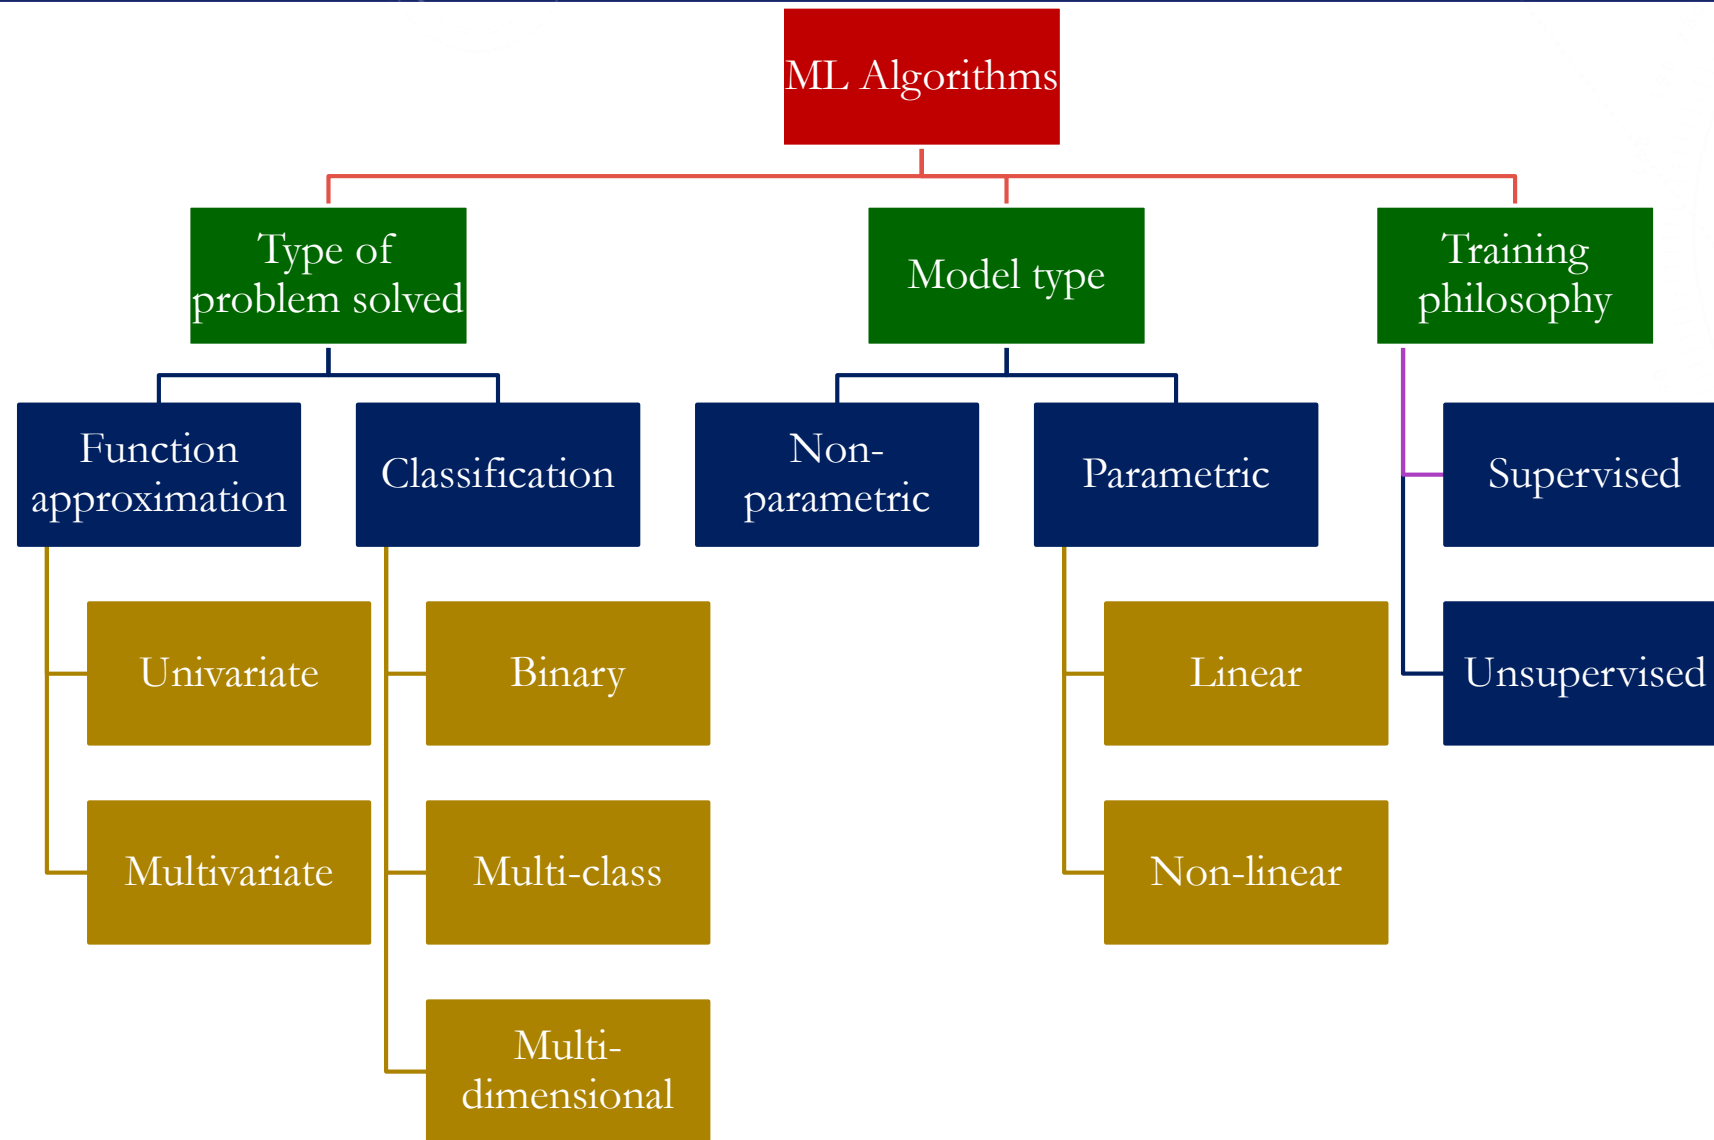 ML Algorithms
Type of
problem solved
Model type
Training
philosophy
Function
approximation
Classification
Non-
parametric
Parametric
Supervised
Univariate
Binary
Linear
Unsupervised
Multivariate
Multi-class
Non-linear
Multi-
dimensional